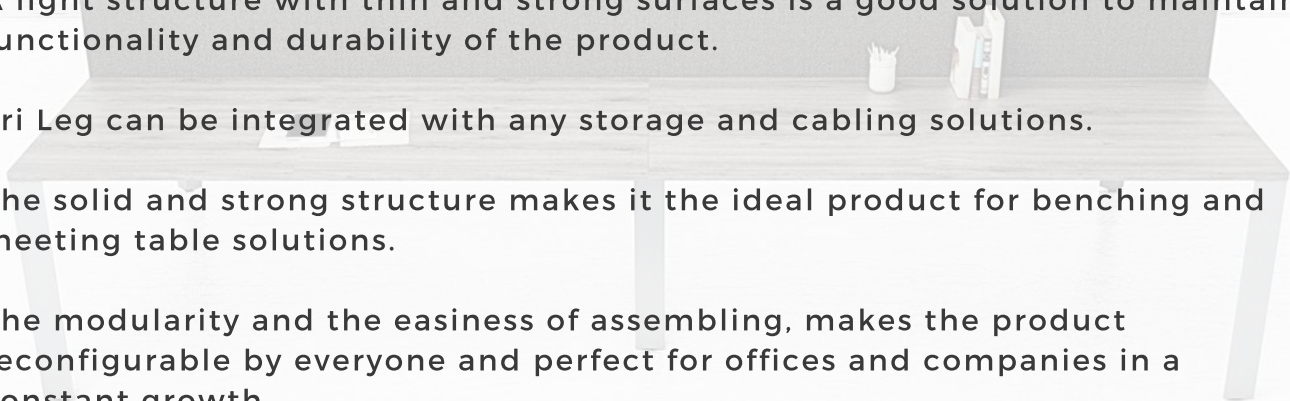 light structure with thin and strong surfaces is a good solution to maintain
unctionality and durability of the product.
ri Leg can be integrated with any storage and cabling solutions.
he solid and strong structure makes it the ideal product for benching and
meeting table solutions.
he modularity and the easiness of assembling, makes the product
econfigurable by everyone and perfect for offices and companies in a
onstant growth